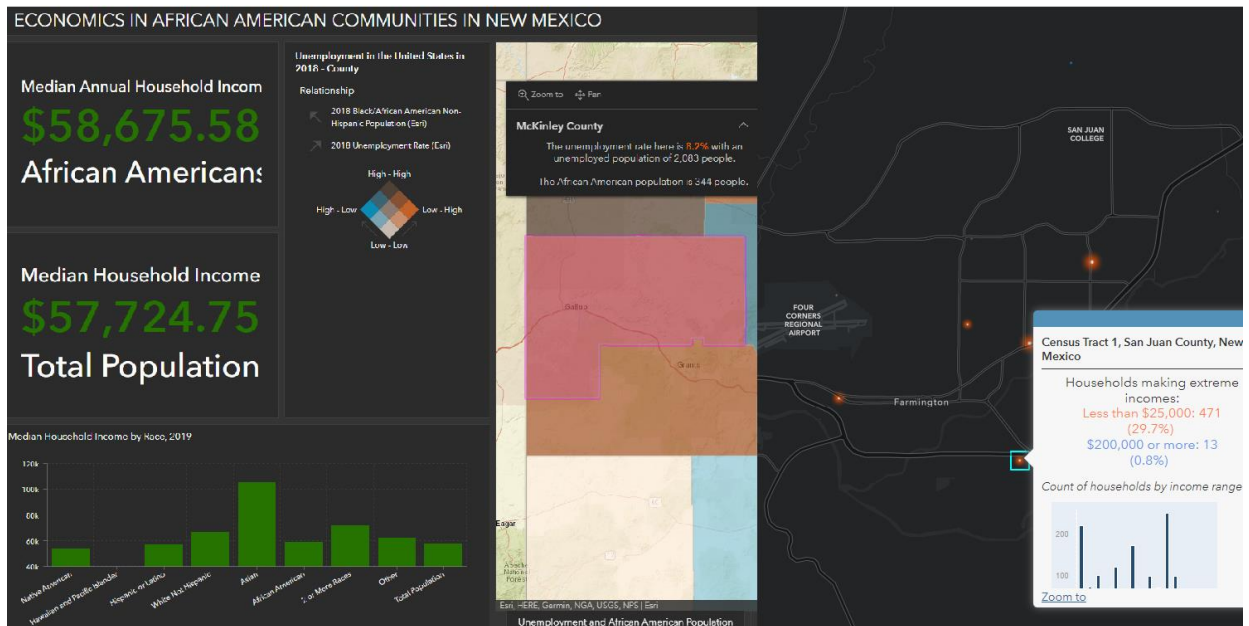 ECONOMICS IN AFRICAN AMERICAN COMMUNITIES IN NEW MEXICO
Median Annual Household Incom
$58,675.58
African Americans
Median Household Income
$57,724.75
Total Population
Unemployment in the United States in
2018 - County
Relationship
2018 Black/African American Non-
Hispanic Population (Esri)
2018 Unemployment Rate (Esri)
High - High
High - Low
Low - High
Low - Low
Median Household Income by Race, 2019
120k
100k
80k
60k
40k
Native American
Hawaiian and Pacific Islander
Hispanic or Latino
White Not Hispanic
Asian
African American
2 or More Races
Other
Total Population
Zoom to
Pan
McKinley County
The unemployment rate here is 8.2% with an
unemployed population of 2,083 people.
The African American population is 344 people.
Gallup
Grants
Eagar
Esri, HERE, Garmin, NGA, USGS, NPS | Esri
Unemployment and African American Population
SAN JUAN
COLLEGE
FOUR
CORNERS
REGIONAL
AIRPORT
Farmington
Census Tract 1, San Juan County, New
Mexico
Households making extreme
incomes:
Less than $25,000: 471
(29.7%)
$200,000 or more: 13
(0.8%)
Count of households by income range
200
100
Zoom to